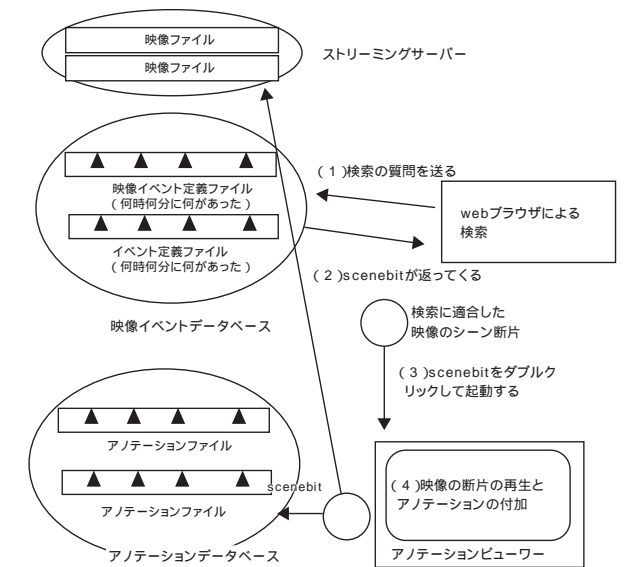 映像ファイル
映像ファイル
ストリーミングサーバー
(1)検索の質問を送る
映像イベント定義ファイル
(何時何分に何があった)
webブラウザによる
検索
イベント定義ファイル
(何時何分に何があった)
(2)scenebitが返ってくる
映像イベントデータベース
検索に適合した
映像のシーン断片
(3)scenebitをダブルク
リックして起動する
アノテーションファイル
scenebit
(4)映像の断片の再生と
アノテーションの付加
アノテーションファイル
アノテーションデータベース
アノテーションビューワー